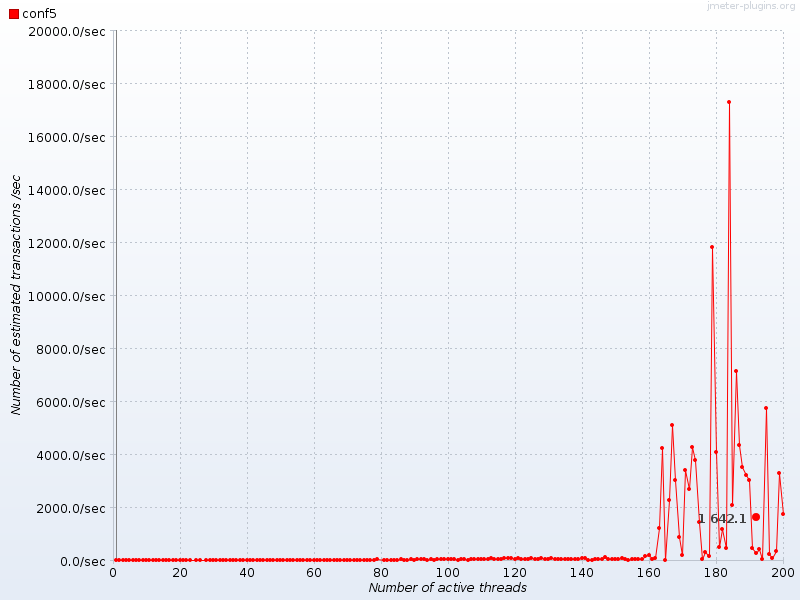 jmeter-plugins.org
conf5
20000.0/sec
18000.0/sec
16000.0/sec
14000.0/sec
12000.0/sec
10000.0/sec
8000.0/sec
6000.0/sec
4000.0/sec
2000.0/sec
0.0/sec
Number of estimated transactions /sec
1 642.1
0 20 40 60 80 100 120 140 160 180 200
Number of active threads